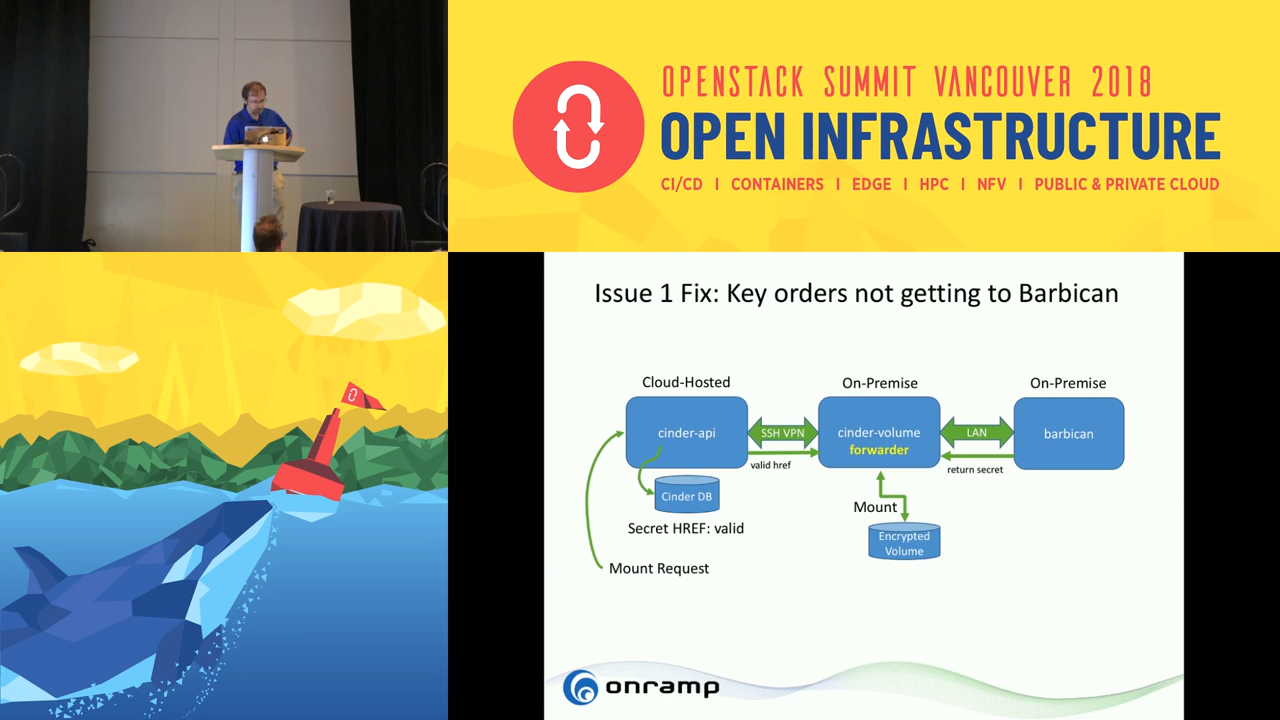 OPENSTACK SUMMIT VANCOUVER 2018
OPEN INFRASTRUCTURE
CI/CD | CONTAINERS | EDGE | HPC | NFV | PUBLIC & PRIVATE CLOUD
Issue 1 Fix: Key orders not getting to Barbican
Cloud-Hosted
On-Premise
On-Premise
cinder-api
SSH VPN
cinder-volume
forwarder
LAN
barbican
valid href
return secret
Cinder DB
Mount
Secret HREF: valid
Encrypted
Volume
Mount Request
onramp